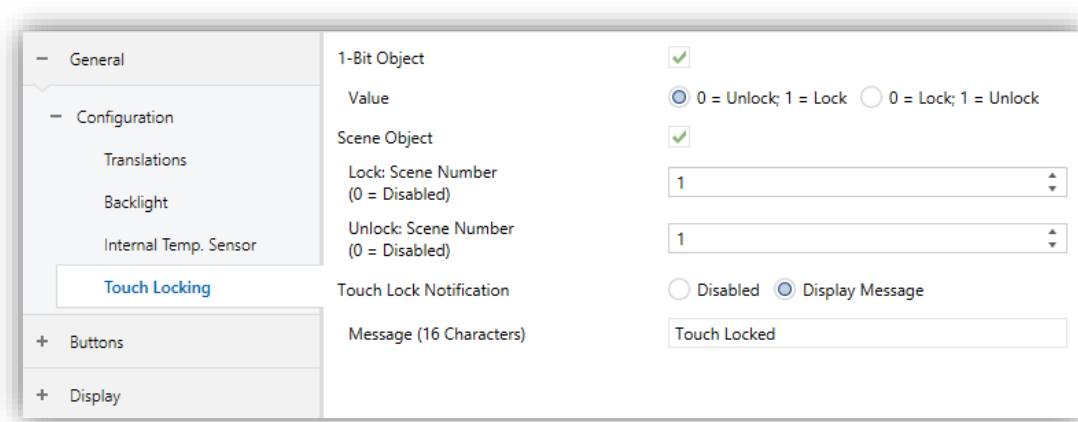 General
Configuration
Translations
Backlight
Internal Temp. Sensor
Touch Locking
Buttons
Display
1-Bit Object
Value
0 = Unlock; 1 = Lock
0 = Lock; 1 = Unlock
Scene Object
Lock: Scene Number
(0 = Disabled)
1
Unlock: Scene Number
(0 = Disabled)
1
Touch Lock Notification
Disabled
Display Message
Message (16 Characters)
Touch Locked